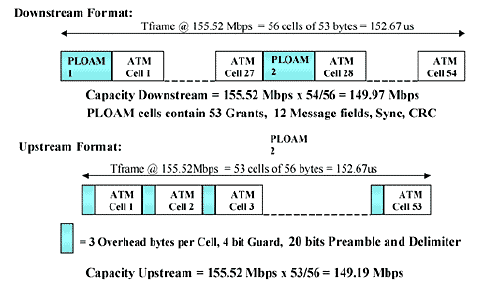 Downstream Format:
Tframe @ 155.52 Mbps = 56 cells of 53 bytes = 152.67 us
PLOAM 1
ATM Cell 1
ATM Cell 27
PLOAM 2
ATM Cell 28
ATM Cell 54
Capacity Downstream = 155.52 Mbps x 54/56 = 149.97 Mbps
PLOAM cells contain 53 Grants, 12 Message fields, Sync, CRC
PLOAM 2
Upstream Format:
Tframe @ 155.52Mbps = 53 cells of 56 bytes = 152.67us
ATM Cell 1
ATM Cell 2
ATM Cell 3
ATM Cell 53
= 3 Overhead bytes per Cell, 4 bit Guard, 20 bits Preamble and Delimiter
Capacity Upstream = 155.52 Mbps x 53/56 = 149.19 Mbps